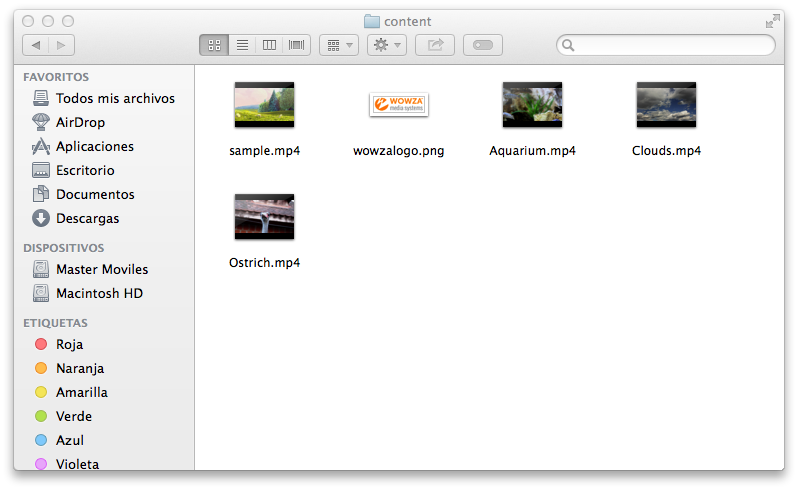 content
FAVORITOS
Todos mis archivos
AirDrop
Aplicaciones
Escritorio
Documentos
Descargas
DISPOSITIVOS
Master Moviles
Macintosh HD
ETIQUETAS
Roja
Naranja
Amarilla
Verde
Azul
Violeta
WOWZA
media systems
sample.mp4
wowzalogo.png
Aquarium.mp4
Clouds.mp4
Ostrich.mp4